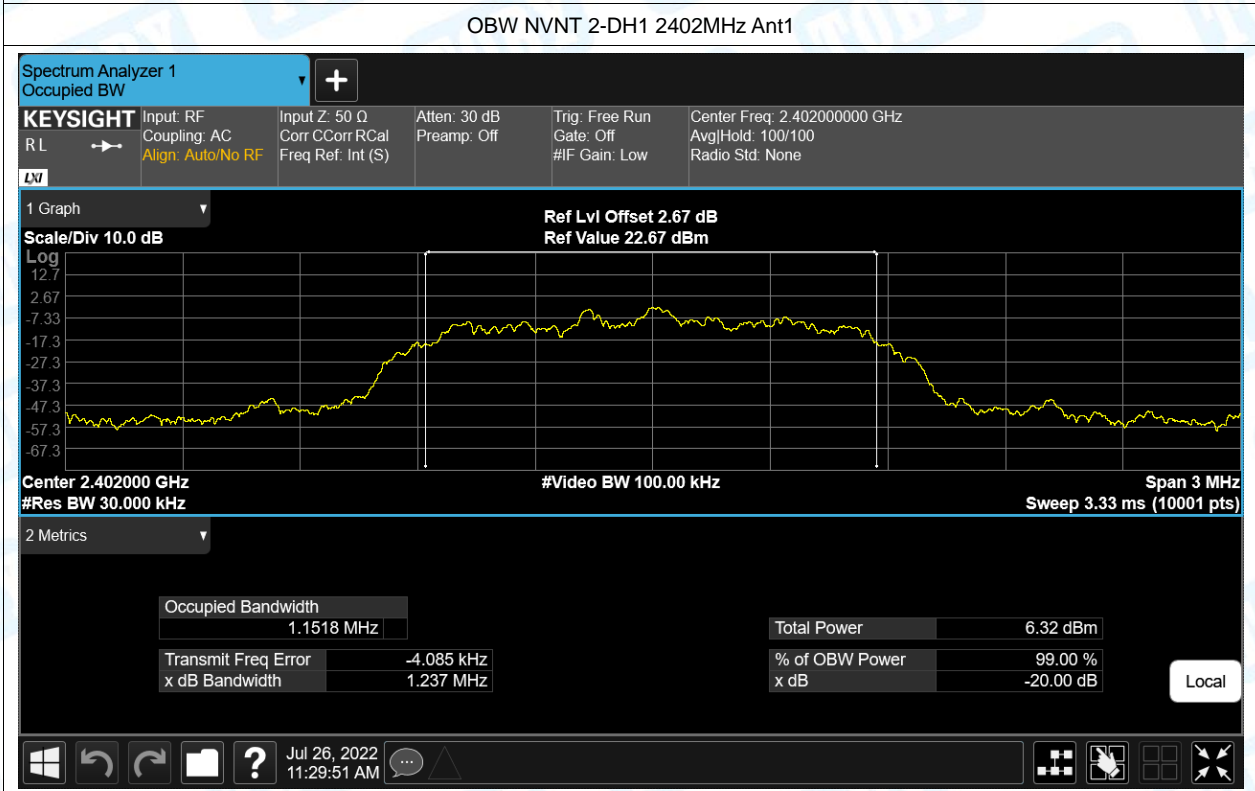 OBW NVNT 2-DH1 2402MHz Ant1
Spectrum Analyzer 1
Occupied BW
KEYSIGHT
R L
LXI
Input: RF
Coupling: AC
Align: Auto/No RF
Input Z: 50 Ω
Corr CCorr RCal
Freq Ref: Int (S)
Atten: 30 dB
Preamp: Off
Trig: Free Run
Gate: Off
#IF Gain: Low
Center Freq: 2.402000000 GHz
Avg|Hold: 100/100
Radio Std: None
1 Graph
Scale/Div 10.0 dB
Ref Lvl Offset 2.67 dB
Ref Value 22.67 dBm
Log
12.7
2.67
-7.33
-17.3
-27.3
-37.3
-47.3
-57.3
-67.3
Center 2.402000 GHz
#Video BW 100.00 kHz
Span 3 MHz
#Res BW 30.000 kHz
Sweep 3.33 ms (10001 pts)
2 Metrics
Occupied Bandwidth
1.1518 MHz
Total Power 6.32 dBm
Transmit Freq Error -4.085 kHz
% of OBW Power 99.00 %
x dB Bandwidth 1.237 MHz
x dB -20.00 dB
Local
?
Jul 26, 2022
11:29:51 AM